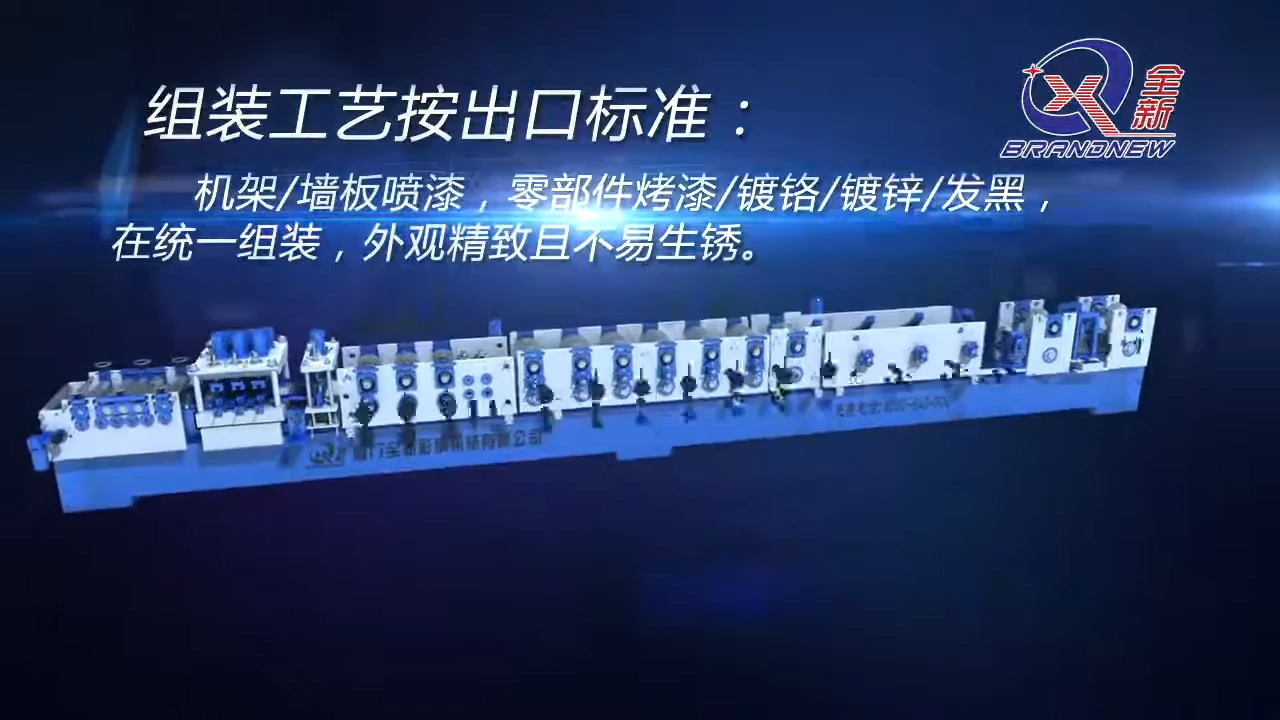 组装工艺按出口标准：
全新
BRANDNEW
机架/墙板喷漆，零部件烤漆/镀铬/镀锌/发黑，
在统一组装，外观精致且不易生锈。